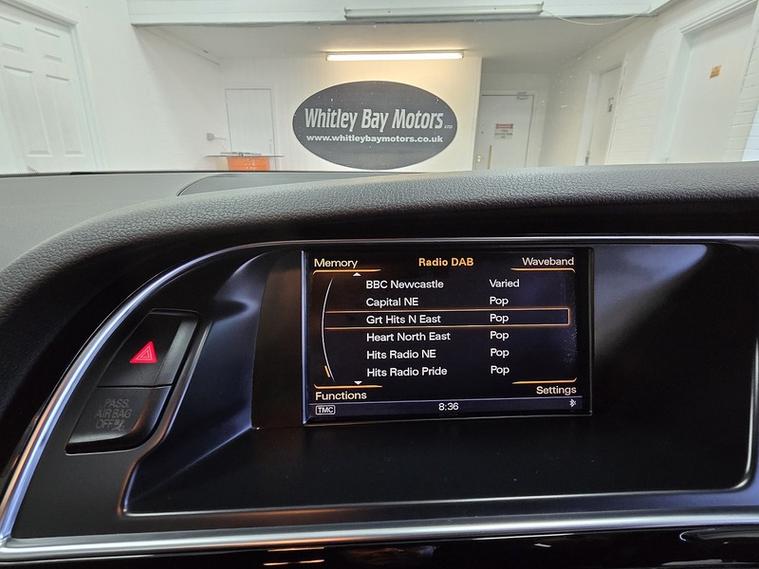 Whitley Bay Motors LTD
www.whitleybaymotors.co.uk
Memory Radio DAB Waveband
BBC Newcastle Varied
Capital NE Pop
Grt Hits N East Pop
Heart North East Pop
Hits Radio NE Pop
Hits Radio Pride Pop
Functions Settings
TMC 8:36
PASS
AIR BAG
OFF